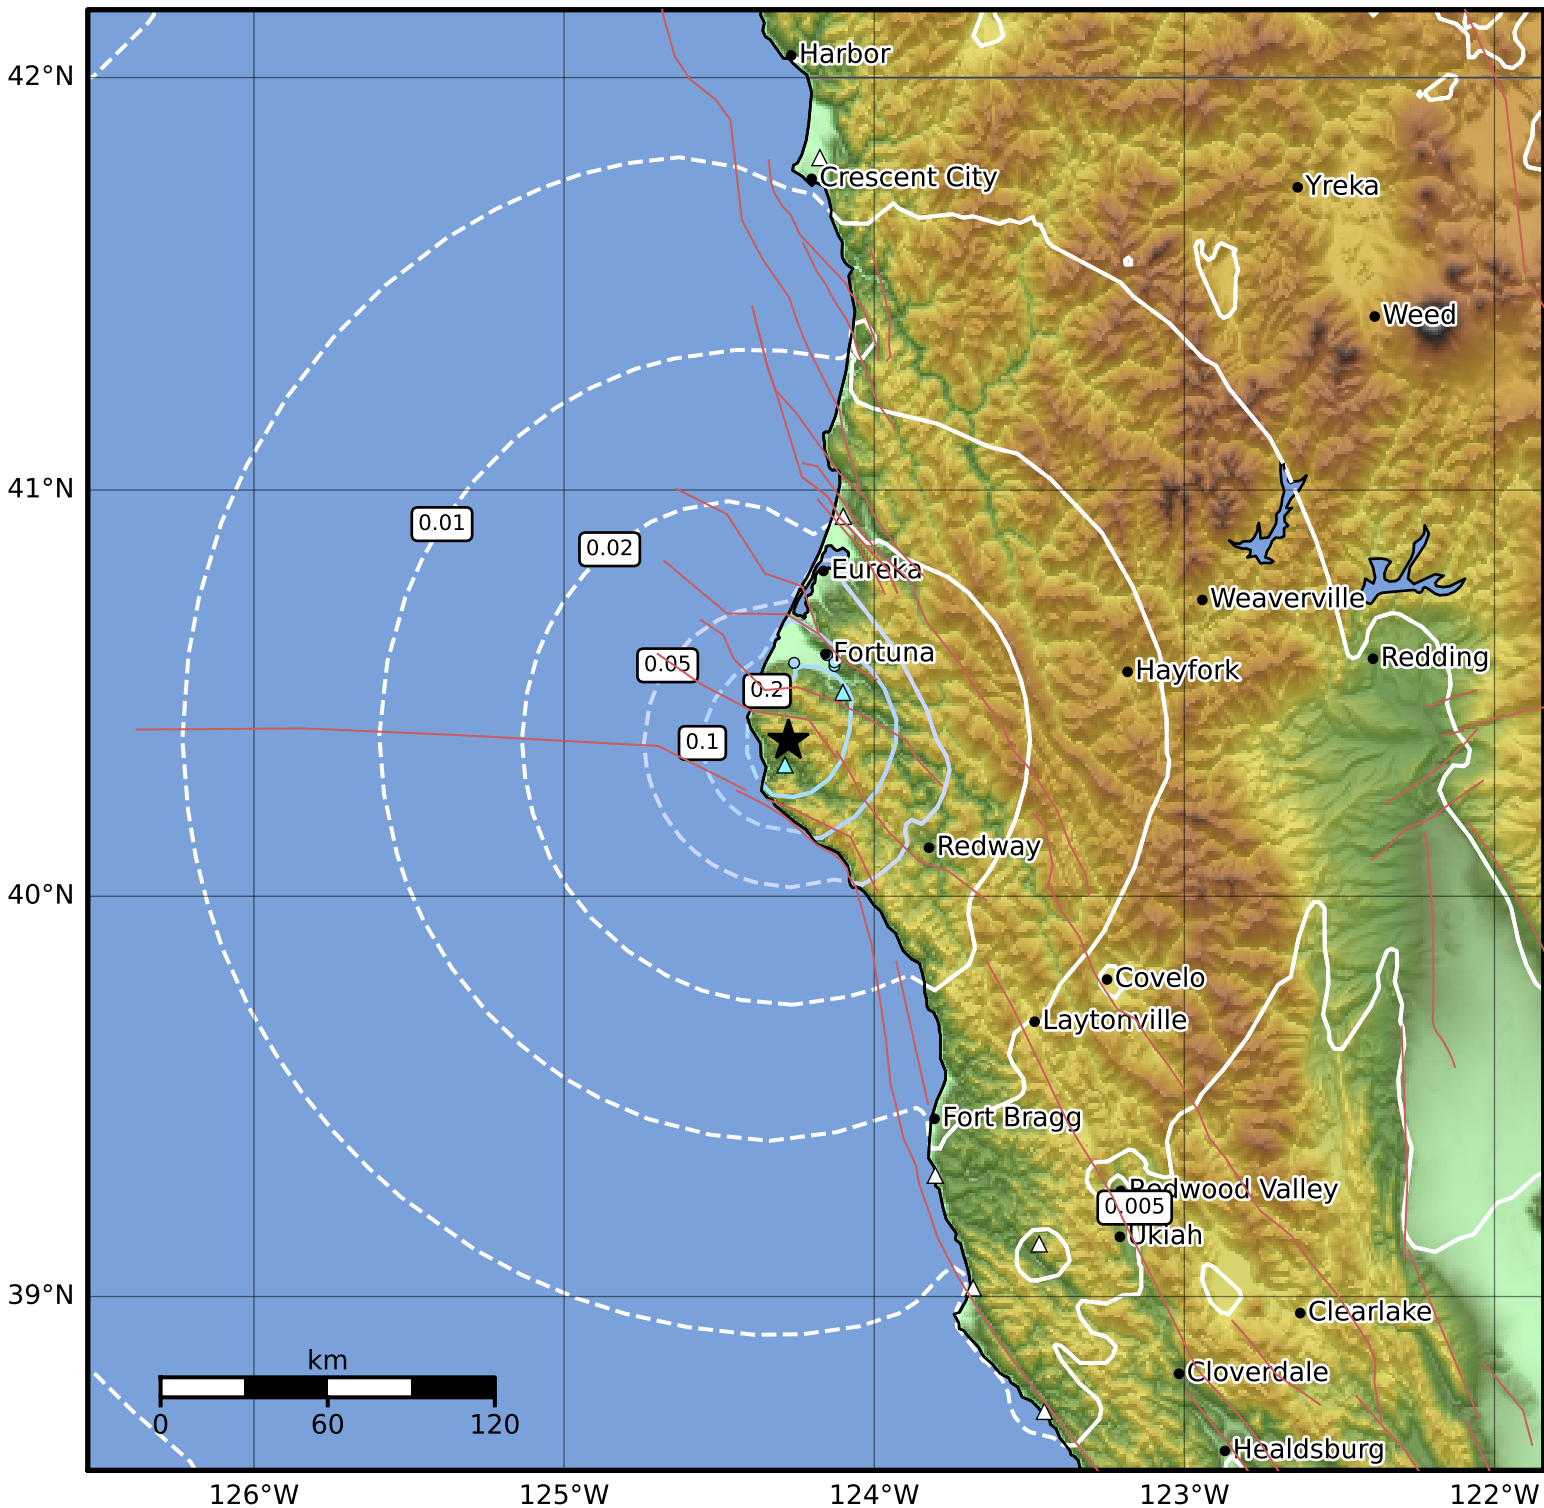 Harbor
42°N
Crescent City
Yreka
Weed
41°N
0.01
0.02
Eureka
Weaverville
Fortuna
0.05
Redding
Hayfork
0.2
0.1
Redway
40°N
Covelo
Laytonville
Fort Bragg
Redwood Valley
0.005
Ukiah
39°N
Clearlake
km
Cloverdale
0 60 120
Healdsburg
126°W 125°W 124°W 123°W 122°W